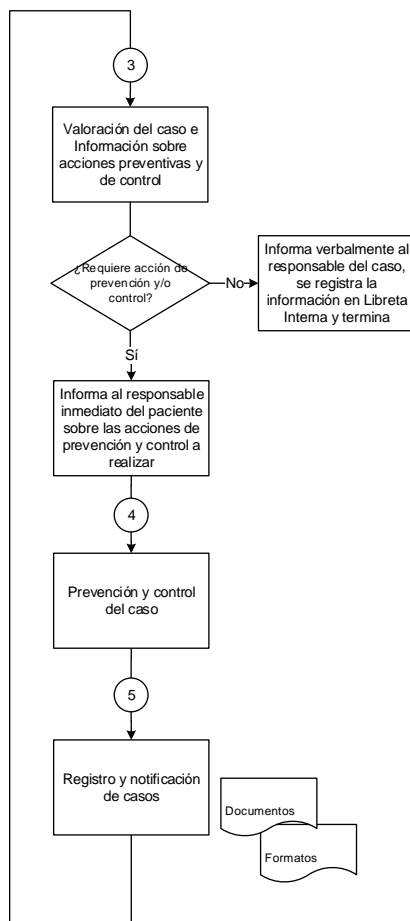 3
Valoración del caso e
Información sobre
acciones preventivas y
de control
¿Requiere acción de
prevención y/o
control?
No
Informa verbalmente al
responsable del caso,
se registra la
información en Libreta
Interna y termina
Sí
Informa al responsable
inmediato del paciente
sobre las acciones de
prevención y control a
realizar
4
Prevención y control
del caso
5
Registro y notificación
de casos
Documentos
Formatos